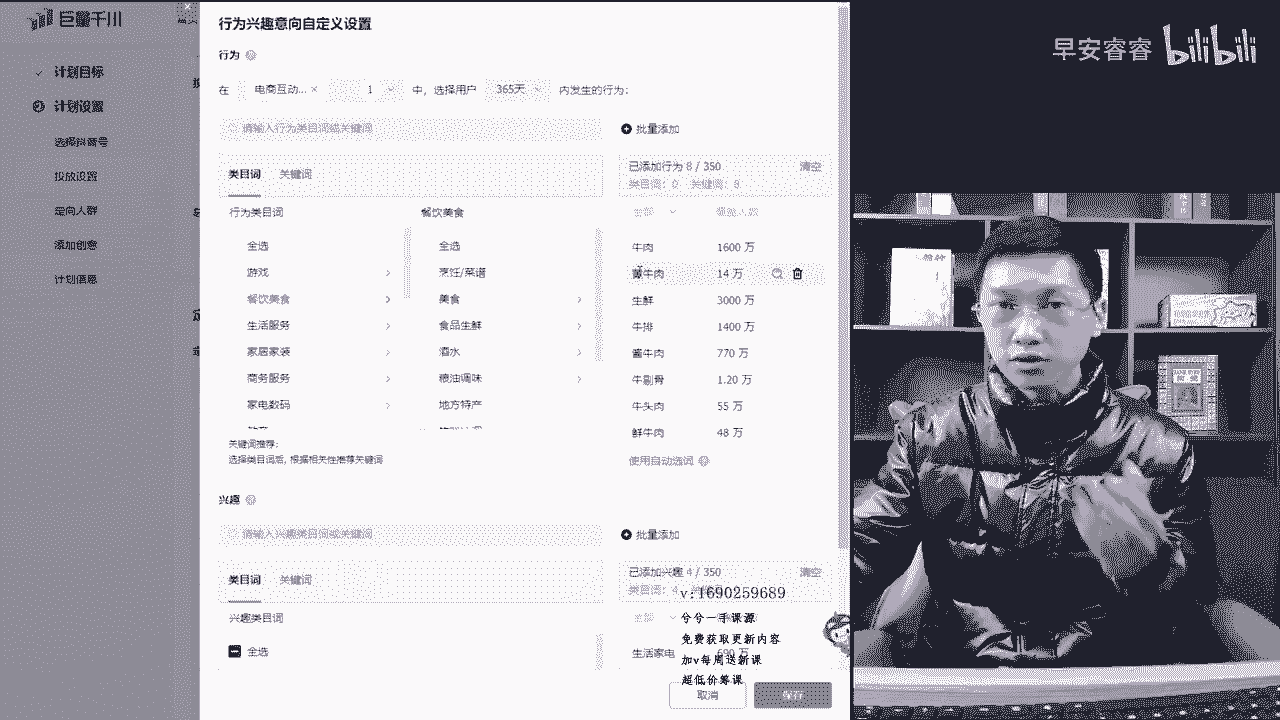 巨量千川
行为兴趣意向自定义设置
早安睿睿 bilibili
行为
计划目标
在 电商互动... × 1 中，选择用户 365天 内发生的行为：
计划设置
请输入行为类目词或关键词
批量添加
选择抖音号
类目词 关键词
已添加行为 8 / 350 清空
投放设置
定向人群
行为类目词
餐饮美食
添加创意
全选
全选
牛肉 1600 万
计划信息
游戏
烹饪/菜谱
14 万
餐饮美食
美食
生鲜 3000 万
生活服务
食品生鲜
牛排 1400 万
家居家装
酒水
酱牛肉 770 万
商务服务
粮油调味
牛剔骨 1.20 万
家电数码
地方特产
牛头肉 55 万
鲜牛肉 48 万
关键词推荐：
选择类目词后，根据相关性推荐关键词
使用自动选词
兴趣
请输入兴趣类目词或关键词
批量添加
类目词 关键词
已添加兴趣 4 / 350 清空
v:1690259689
兴趣类目词
兮兮一手课源
免费获取更新内容
全选
生活家电 690 万
加v每周送新课
超低价筹课
取消
保存